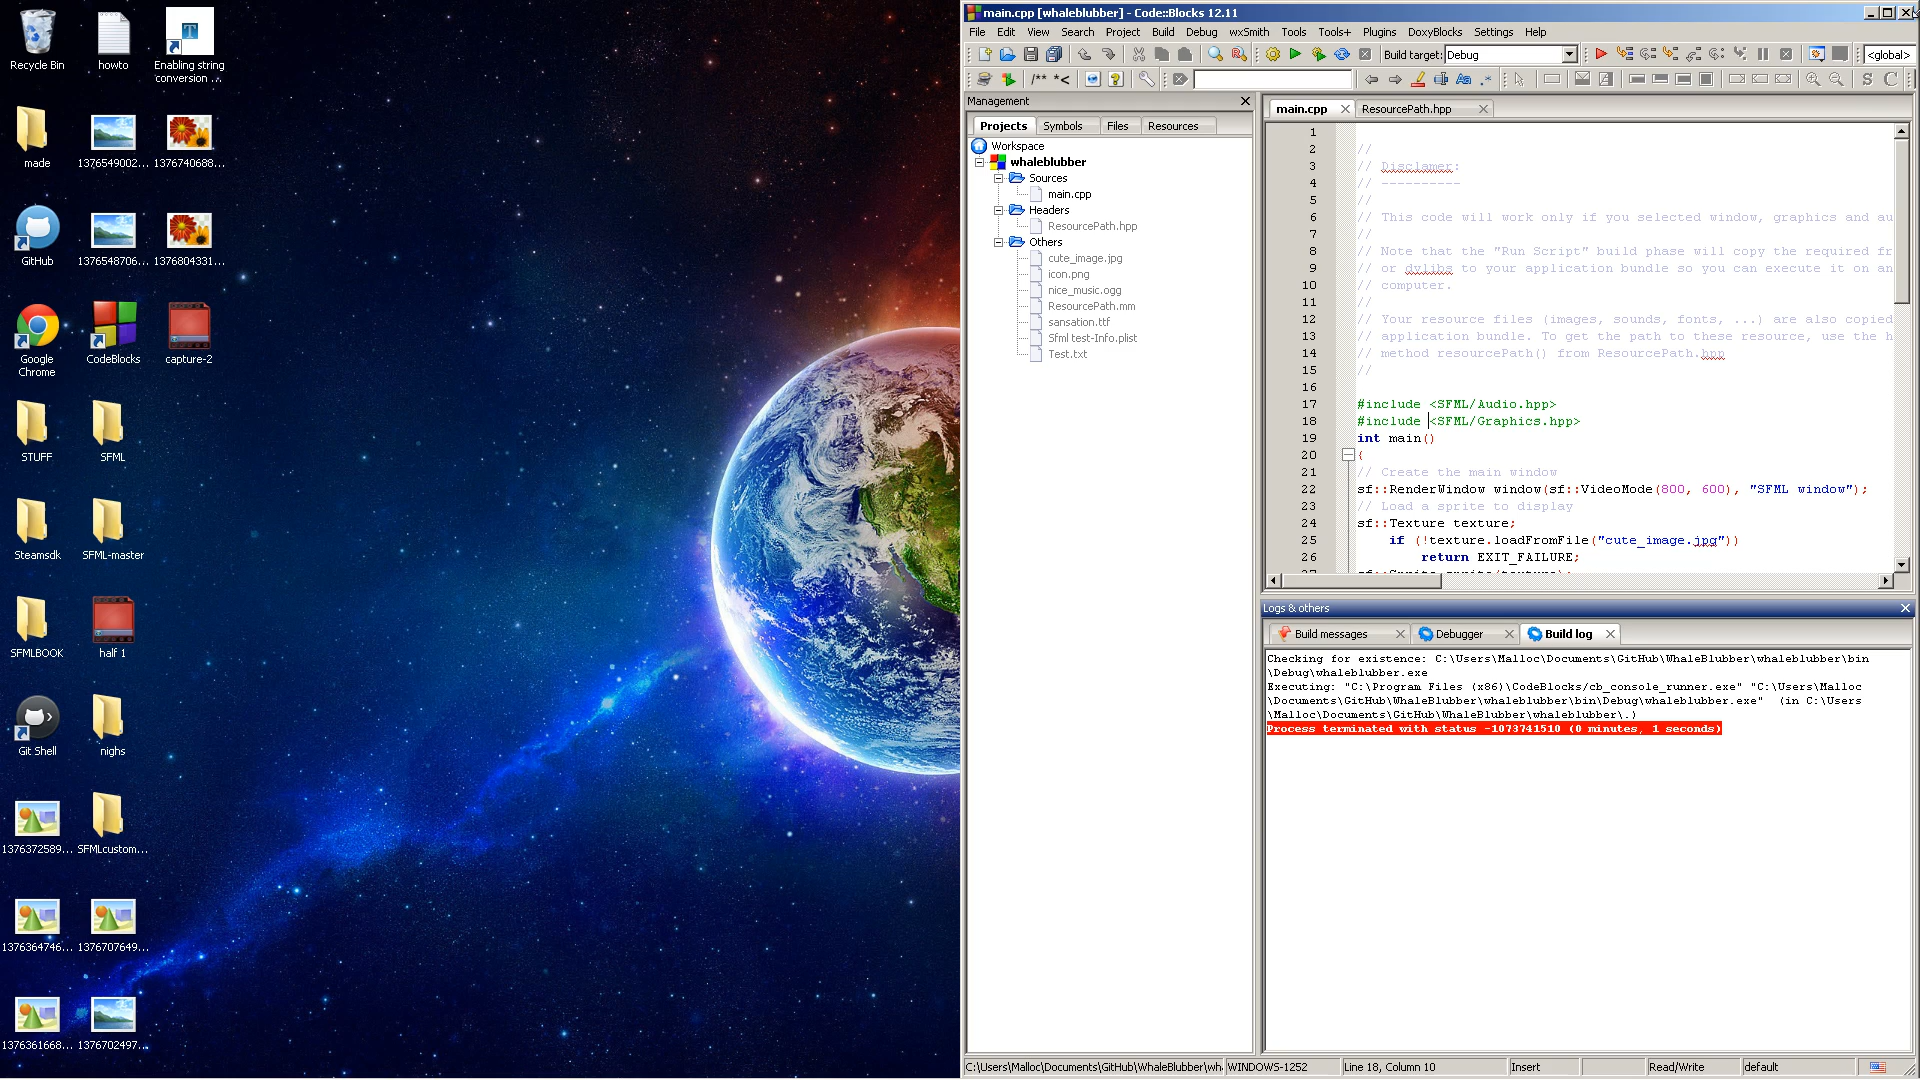 Recycle Bin
howto
Enabling string conversion ...
made
1376549002...
1376740688...
GitHub
1376548706...
1376804331...
Google Chrome
CodeBlocks
capture-2
STUFF
SFML
Steamsdk
SFML-master
SFMLBOOK
half 1
Git Shell
nighs
1376372589...
SFMLcustom...
1376364746...
1376707649...
1376361668...
1376702497...
main.cpp [whaleblubber] - Code::Blocks 12.11
File Edit View Search Project Build Debug wxSmith Tools Tools+ Plugins DoxyBlocks Settings Help
Build target: Debug
<global>
/** *<
Aa .*
S C
Management
Projects Symbols Files Resources
Workspace
whaleblubber
Sources
main.cpp
Headers
ResourcePath.hpp
Others
cute_image.jpg
icon.png
nice_music.ogg
ResourcePath.mm
sansation.ttf
Sfml test-Info.plist
Test.txt
main.cpp ResourcePath.hpp
1
2 //
3 // Disclamer:
4 // ----------
5 //
6 // This code will work only if you selected window, graphics and au
7 //
8 // Note that the "Run Script" build phase will copy the required fr
9 // or dylibs to your application bundle so you can execute it on an
10 // computer.
11 //
12 // Your resource files (images, sounds, fonts, ...) are also copied
13 // application bundle. To get the path to these resource, use the h
14 // method resourcePath() from ResourcePath.hpp
15 //
16
17 #include <SFML/Audio.hpp>
18 #include <SFML/Graphics.hpp>
19 int main()
20 {
21 // Create the main window
22 sf::RenderWindow window(sf::VideoMode(800, 600), "SFML window");
23 // Load a sprite to display
24 sf::Texture texture;
25 if (!texture.loadFromFile("cute_image.jpg"))
26 return EXIT_FAILURE;
27 sf::Sprite sprite(texture);
Logs & others
Build messages Debugger Build log
Checking for existence: C:\Users\Malloc\Documents\GitHub\WhaleBlubber\whaleblubber\bin
\Debug\whaleblubber.exe
Executing: "C:\Program Files (x86)\CodeBlocks/cb_console_runner.exe" "C:\Users\Malloc
\Documents\GitHub\WhaleBlubber\whaleblubber\bin\Debug\whaleblubber.exe"  (in C:\Users
\Malloc\Documents\GitHub\WhaleBlubber\whaleblubber\.)
Process terminated with status -1073741510 (0 minutes, 1 seconds)
C:\Users\Malloc\Documents\GitHub\WhaleBlubber\wh WINDOWS-1252 Line 18, Column 10 Insert Read/Write default